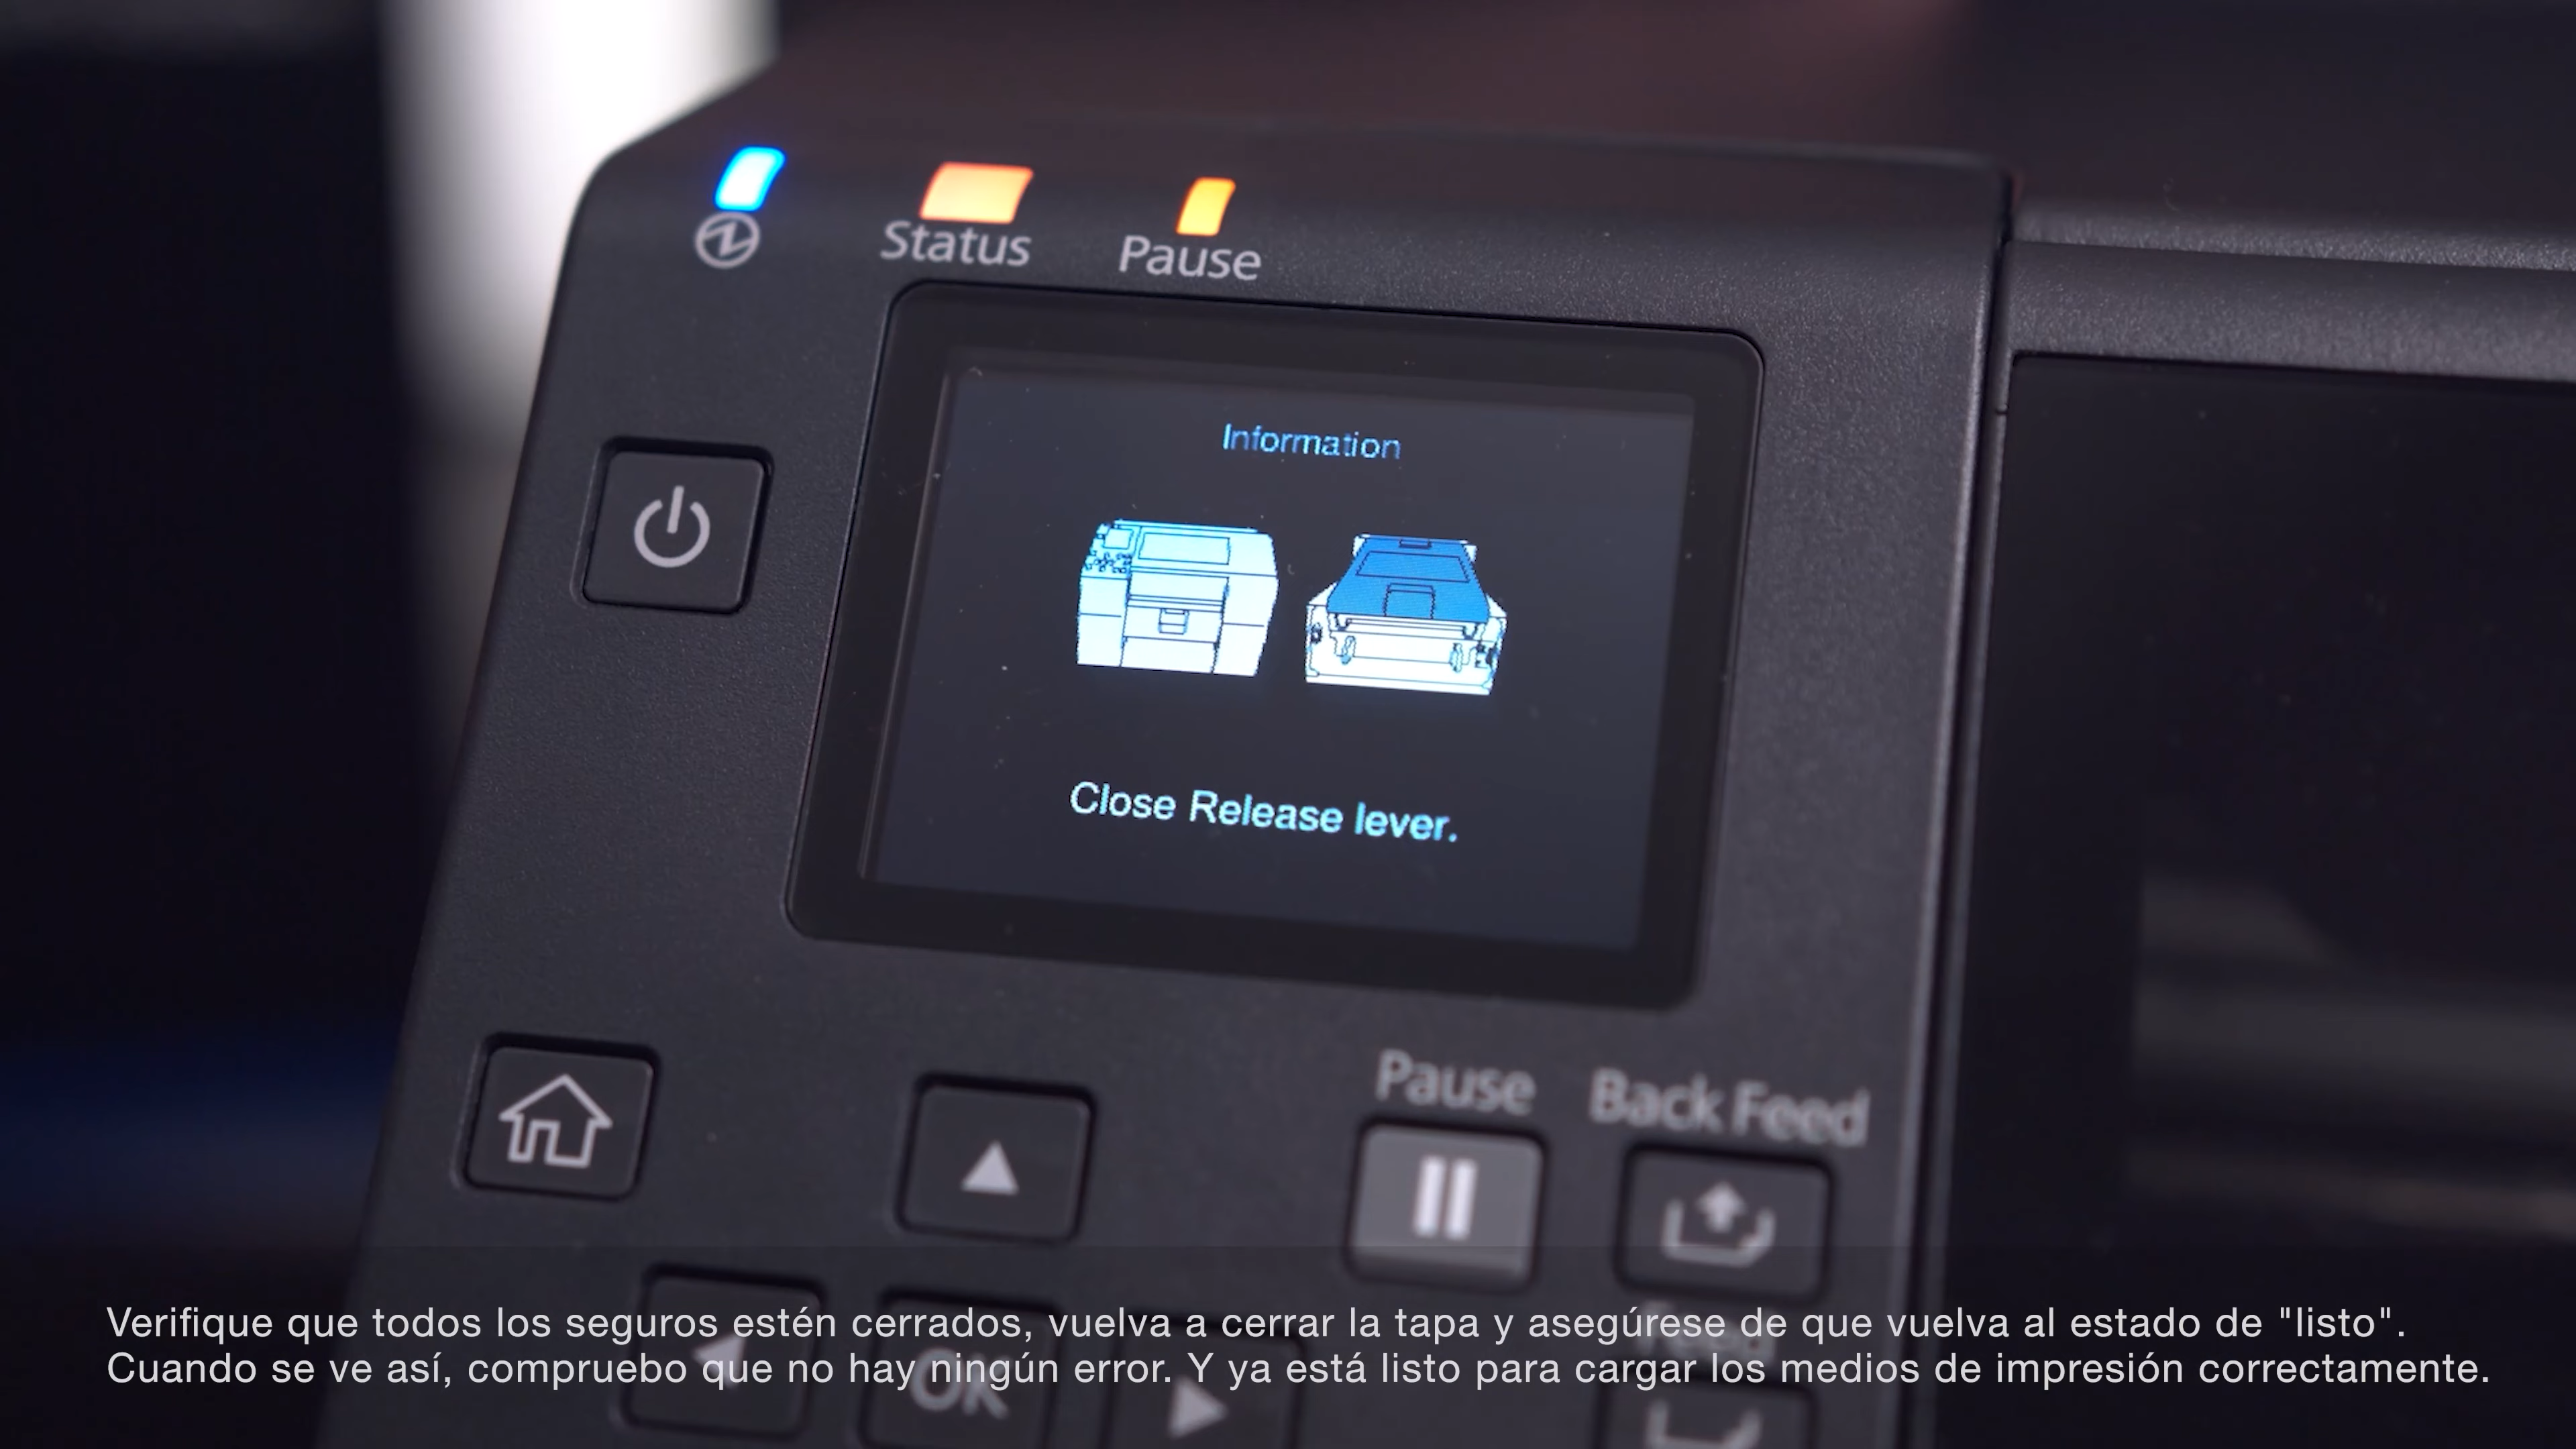 Status
Pause
Information
Close Release lever.
Pause
Back Feed
Feed
OK
Verifique que todos los seguros estén cerrados, vuelva a cerrar la tapa y asegúrese de que vuelva al estado de "listo".
Cuando se ve así, compruebo que no hay ningún error. Y ya está listo para cargar los medios de impresión correctamente.